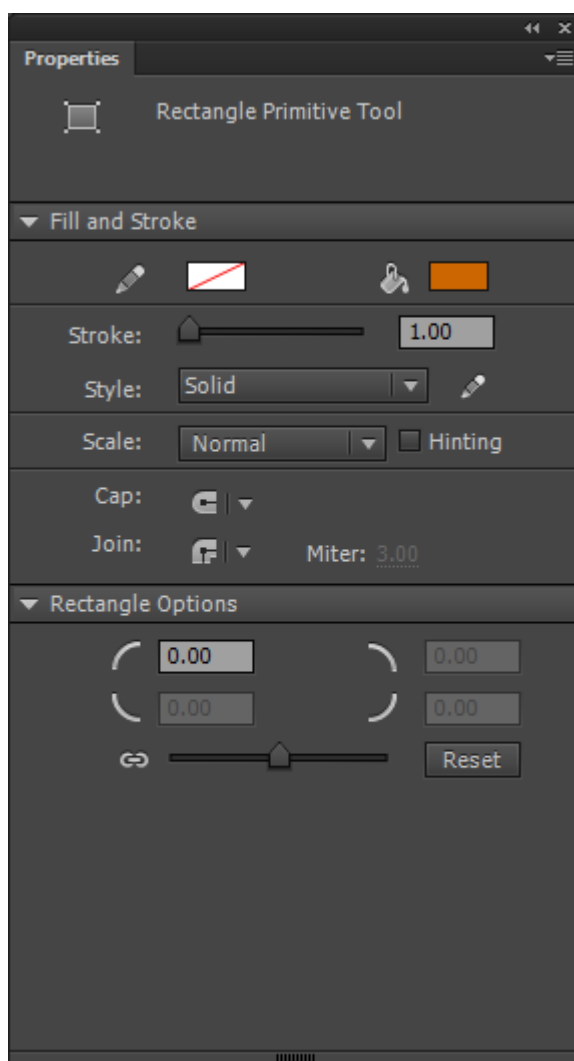 Properties
Rectangle Primitive Tool
Fill and Stroke
Stroke: 1.00
Style: Solid
Scale: Normal Hinting
Cap:
Join: Miter: 3.00
Rectangle Options
0.00 0.00
0.00 0.00
Reset